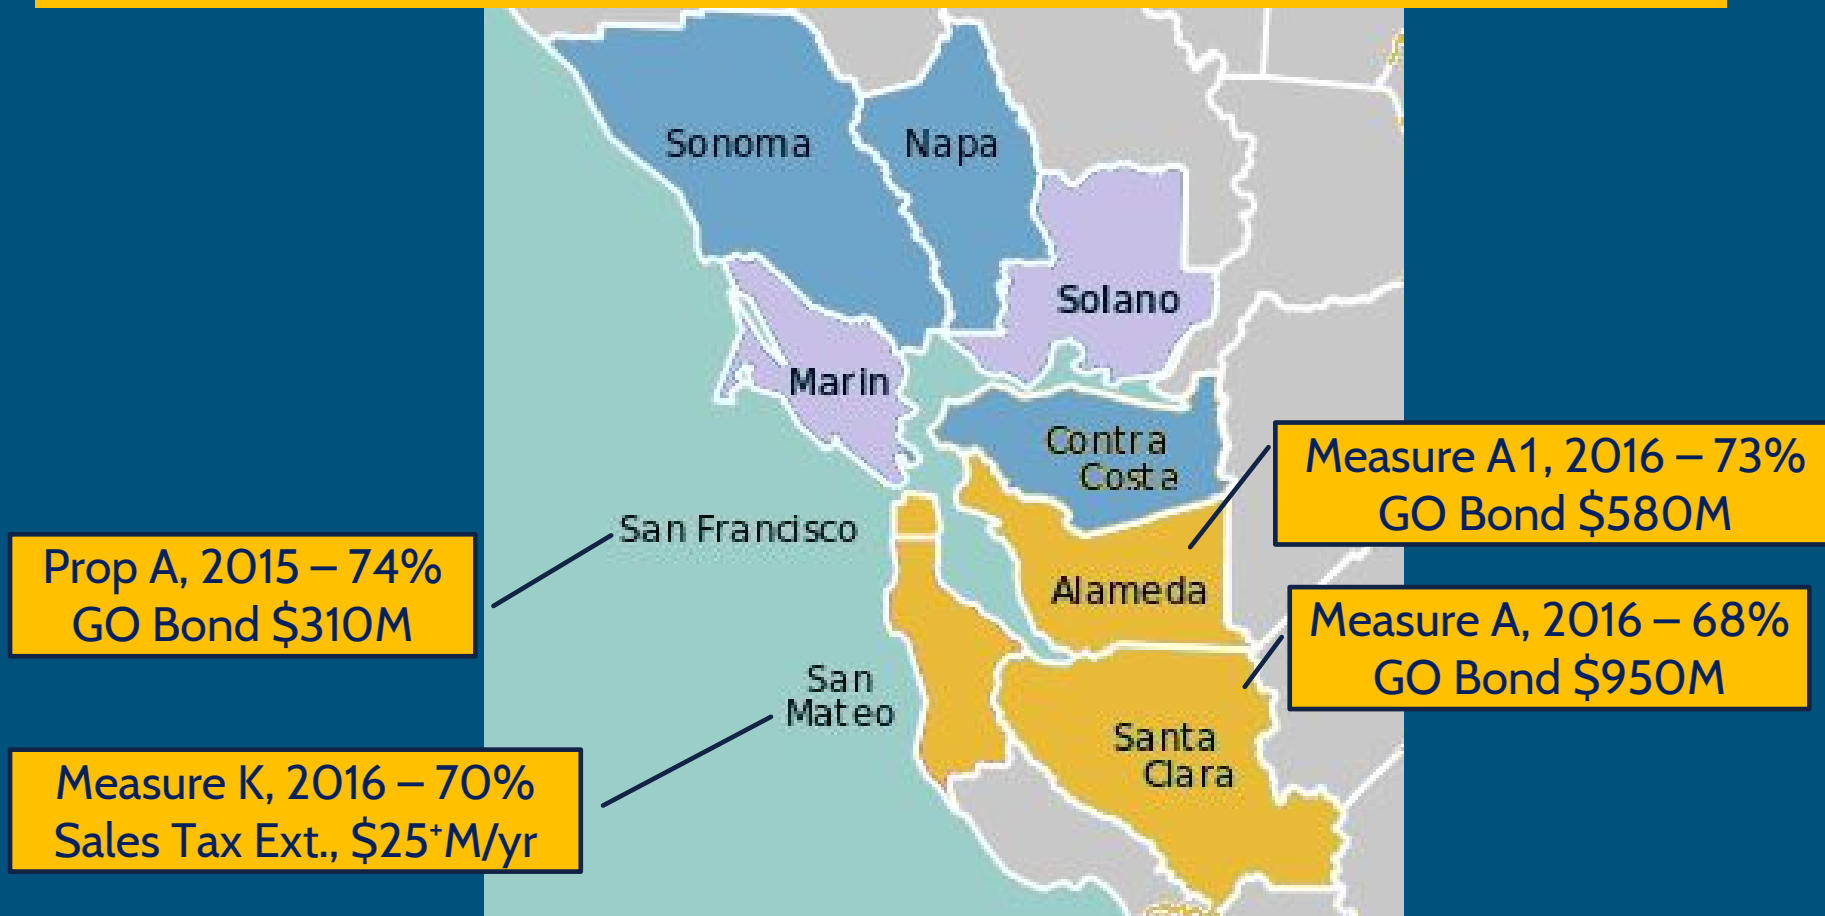 Sonoma
Napa
Solano
Marin
Contra
Costa
Measure A1, 2016 – 73%
GO Bond $580M
San Francisco
Prop A, 2015 – 74%
GO Bond $310M
Alameda
Measure A, 2016 – 68%
GO Bond $950M
San
Mateo
Santa
Clara
Measure K, 2016 – 70%
Sales Tax Ext., $25⁺M/yr